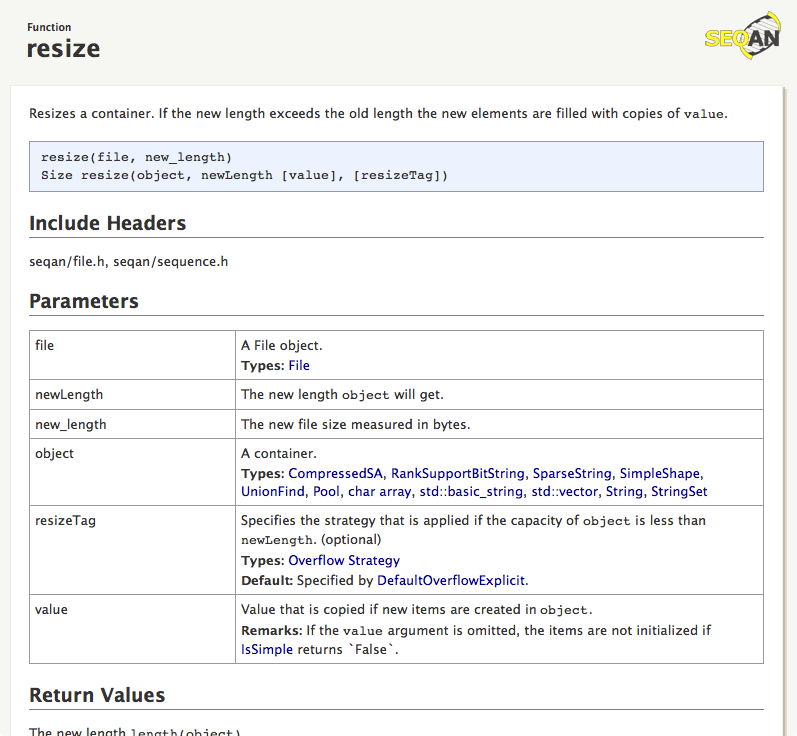 Function
resize
SEQAN
Resizes a container. If the new length exceeds the old length the new elements are filled with copies of value.
resize(file, new_length)
Size resize(object, newLength [value], [resizeTag])
Include Headers
seqan/file.h, seqan/sequence.h
Parameters
file
A File object.
Types: File
newLength
The new length object will get.
new_length
The new file size measured in bytes.
object
A container.
Types: CompressedSA, RankSupportBitString, SparseString, SimpleShape,
UnionFind, Pool, char array, std::basic_string, std::vector, String, StringSet
resizeTag
Specifies the strategy that is applied if the capacity of object is less than
newLength. (optional)
Types: Overflow Strategy
Default: Specified by DefaultOverflowExplicit.
value
Value that is copied if new items are created in object.
Remarks: If the value argument is omitted, the items are not initialized if
IsSimple returns `False`.
Return Values
The new length length(object)